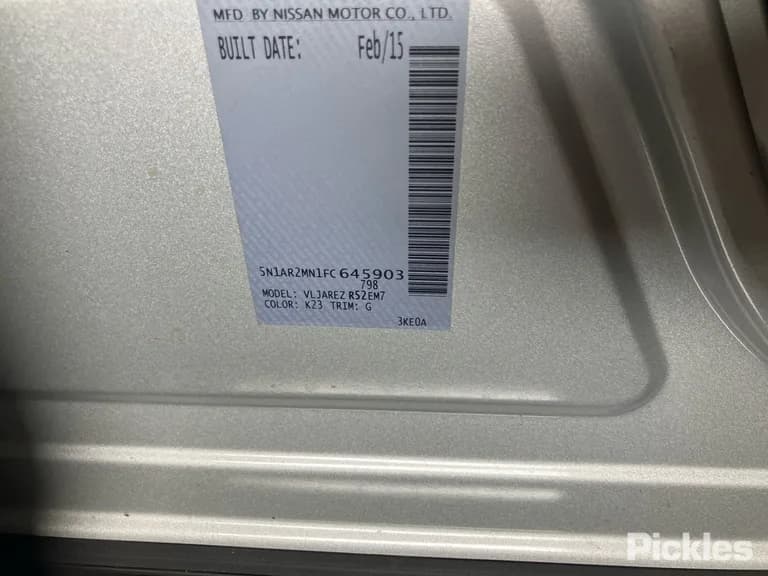 MFD BY NISSAN MOTOR CO., LTD.
BUILT DATE: Feb/15
5N1AR2MN1FC645903
798
MODEL: VLJAREZ R52EM7
COLOR: K23 TRIM: G
3KE0A
Pickles